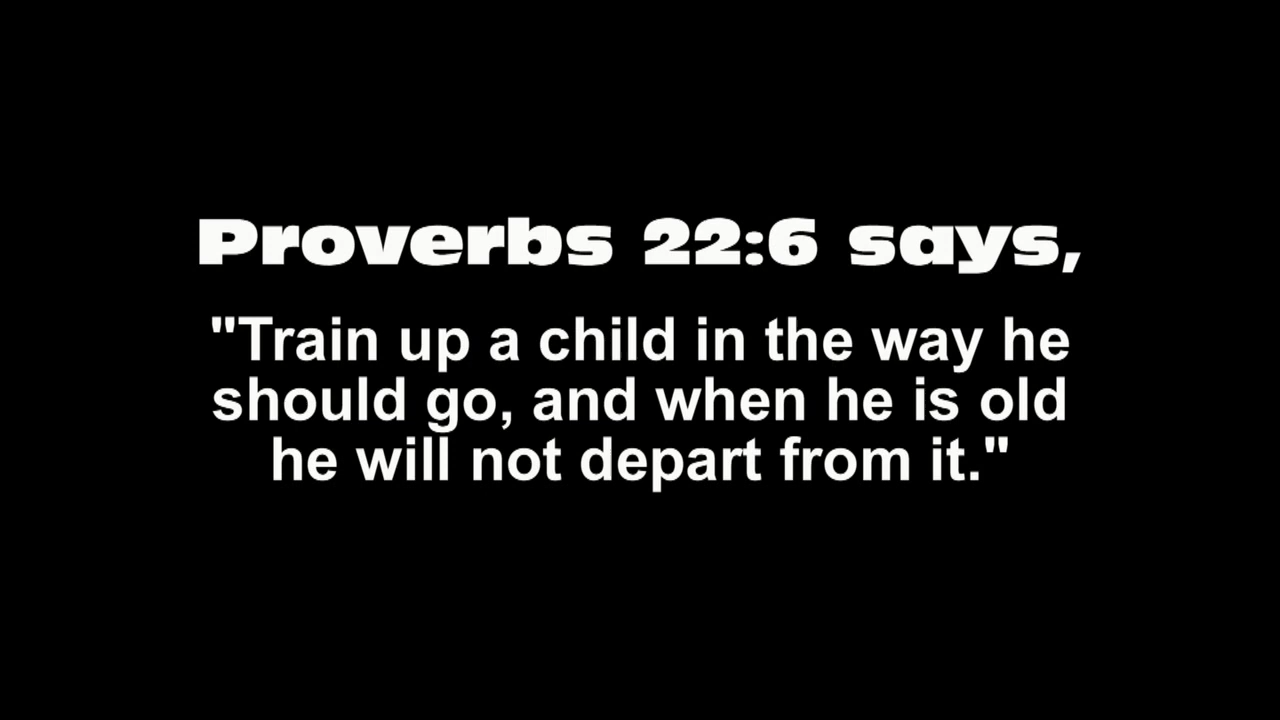 Proverbs 22:6 says,
"Train up a child in the way he
should go, and when he is old
he will not depart from it."